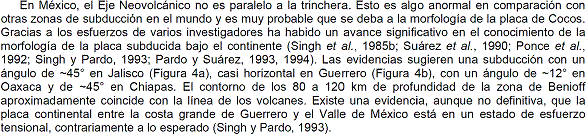 En México, el Eje Neovolcánico no es paralelo a la trinchera. Esto es algo anormal en comparación con
otras zonas de subducción en el mundo y es muy probable que se deba a la morfología de la placa de Cocos.
Gracias a los esfuerzos de varios investigadores ha habido un avance significativo en el conocimiento de la
morfología de la placa subducida bajo el continente (Singh et al., 1985b; Suárez et al., 1990; Ponce et al.,
1992; Singh y Pardo, 1993; Pardo y Suárez, 1993, 1994). Las evidencias sugieren una subducción con un
ángulo de ~45° en Jalisco (Figura 4a), casi horizontal en Guerrero (Figura 4b), con un ángulo de ~12° en
Oaxaca y de ~45° en Chiapas. El contorno de los 80 a 120 km de profundidad de la zona de Benioff
aproximadamente coincide con la línea de los volcanes. Existe una evidencia, aunque no definitiva, que la
placa continental entre la costa grande de Guerrero y el Valle de México está en un estado de esfuerzo
tensional, contrariamente a lo esperado (Singh y Pardo, 1993).